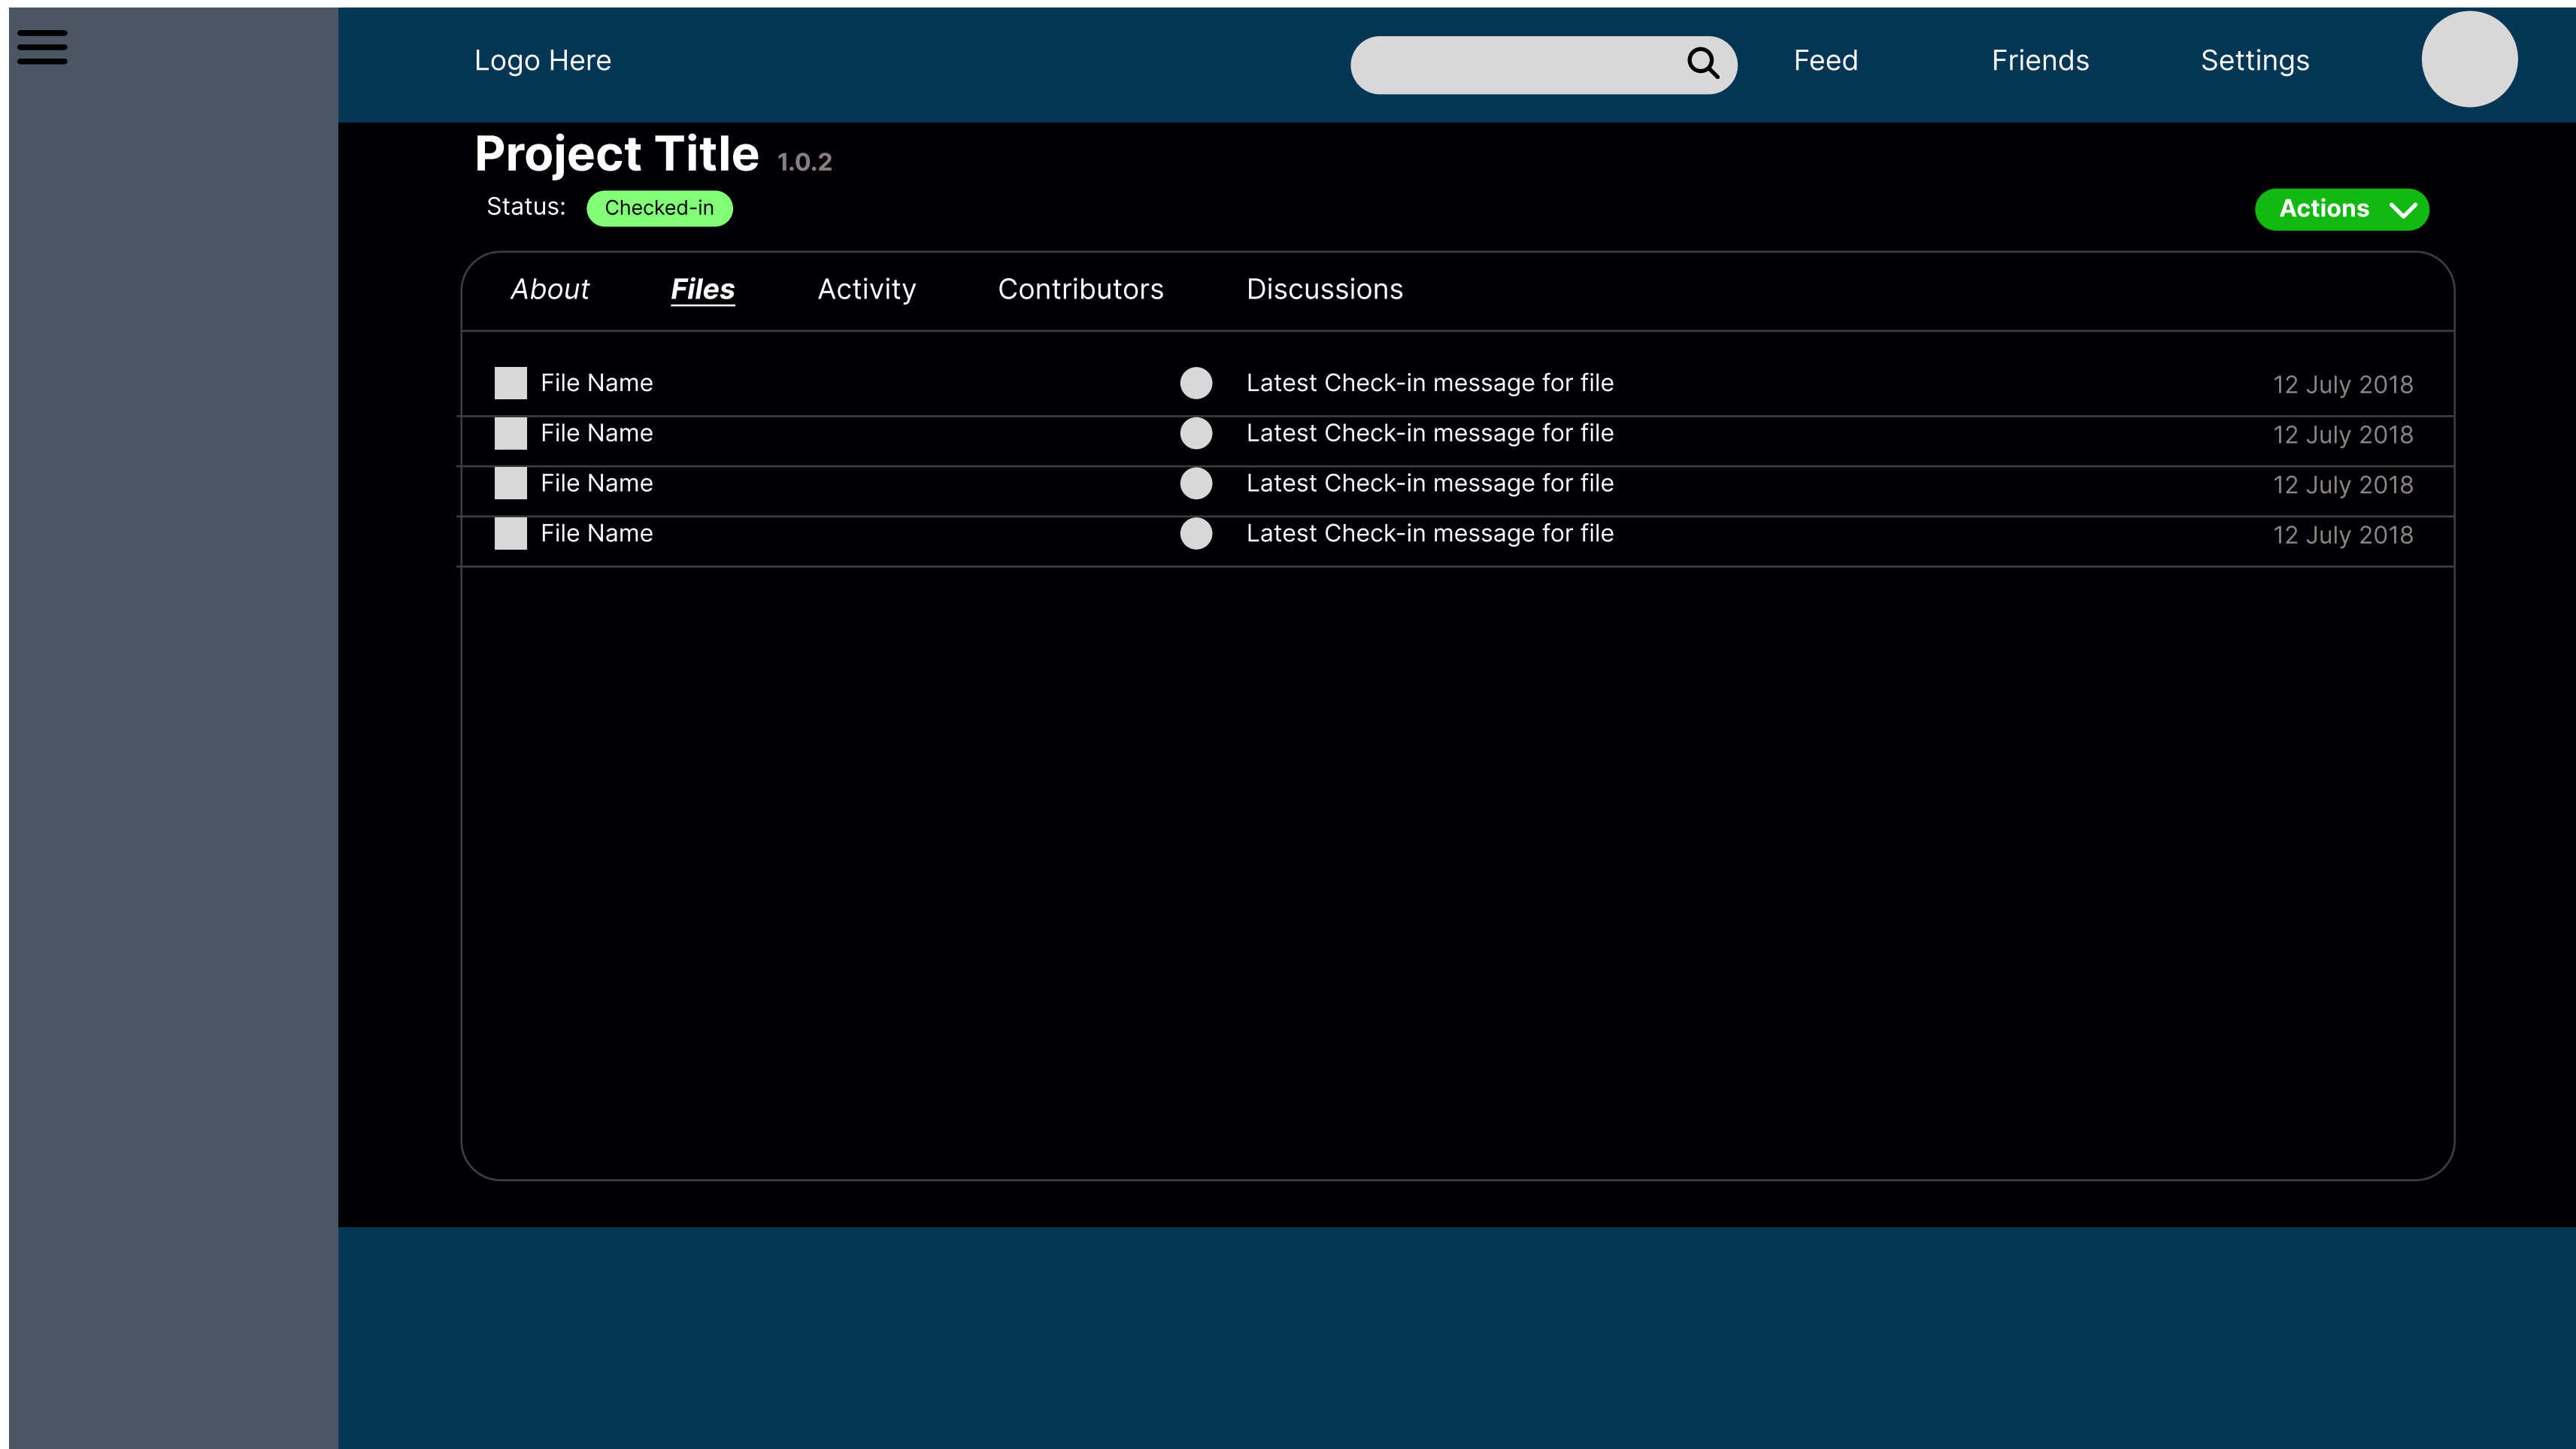 Logo Here
Feed
Friends
Settings
Project Title 1.0.2
Status: Checked-in
Actions
About Files Activity Contributors Discussions
File Name Latest Check-in message for file 12 July 2018
File Name Latest Check-in message for file 12 July 2018
File Name Latest Check-in message for file 12 July 2018
File Name Latest Check-in message for file 12 July 2018